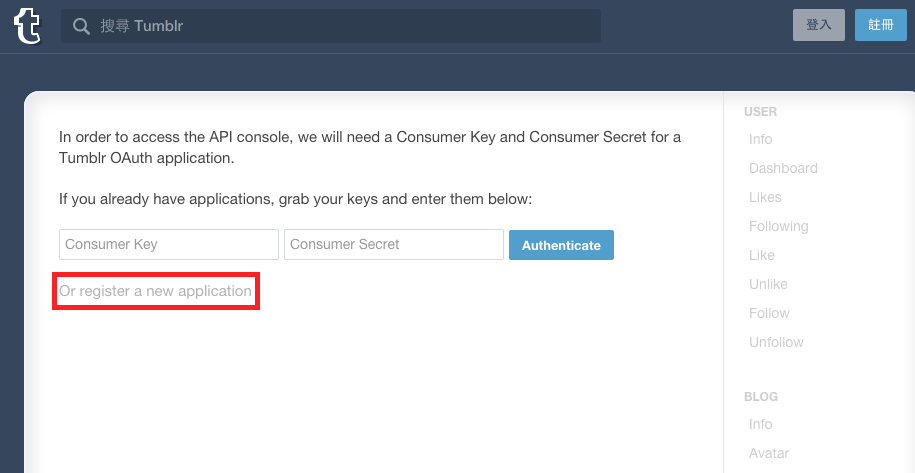 t
搜尋 Tumblr
登入
註冊
In order to access the API console, we will need a Consumer Key and Consumer Secret for a
Tumblr OAuth application.
If you already have applications, grab your keys and enter them below:
Consumer Key
Consumer Secret
Authenticate
Or register a new application
USER
Info
Dashboard
Likes
Following
Like
Unlike
Follow
Unfollow
BLOG
Info
Avatar